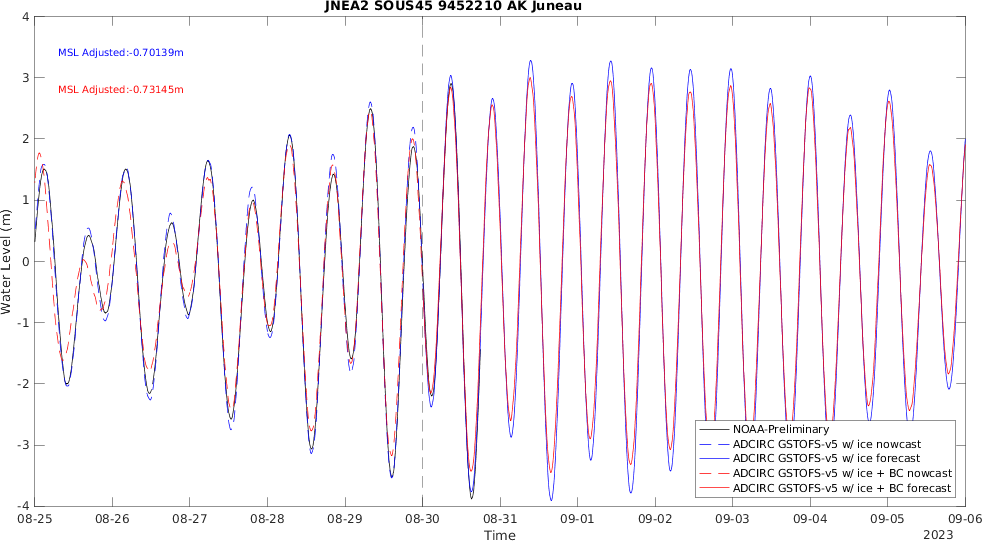 JNEA2 SOUS45 9452210 AK Juneau
4
3
2
1
0
-1
-2
-3
-4
Water Level (m)
MSL Adjusted:-0.70139m
MSL Adjusted:-0.73145m
NOAA-Preliminary
ADCIRC GSTOFS-v5 w/ ice nowcast
ADCIRC GSTOFS-v5 w/ ice forecast
ADCIRC GSTOFS-v5 w/ ice + BC nowcast
ADCIRC GSTOFS-v5 w/ ice + BC forecast
08-25 08-26 08-27 08-28 08-29 08-30 08-31 09-01 09-02 09-03 09-04 09-05 09-06
Time
2023